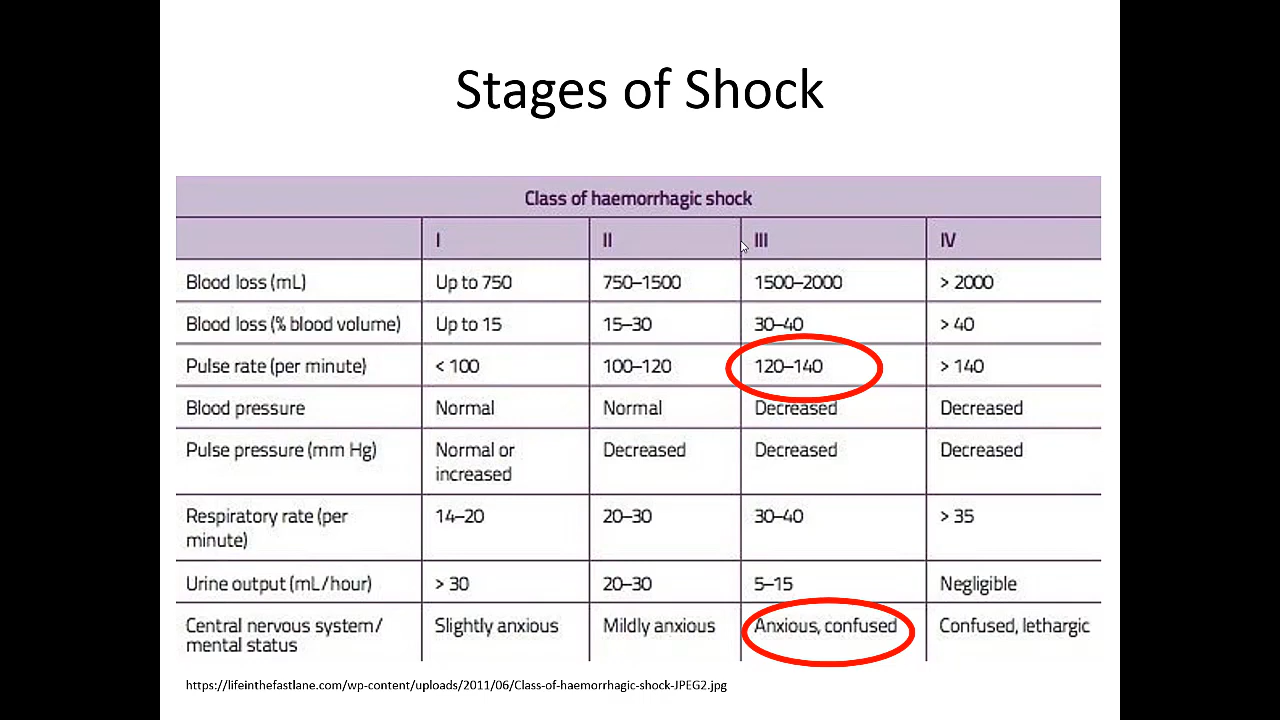 Stages of Shock
Class of haemorrhagic shock
I II III IV
Blood loss (mL) Up to 750 750–1500 1500–2000 > 2000
Blood loss (% blood volume) Up to 15 15–30 30–40 > 40
Pulse rate (per minute) < 100 100–120 120–140 > 140
Blood pressure Normal Normal Decreased Decreased
Pulse pressure (mm Hg) Normal or Decreased Decreased Decreased
increased
Respiratory rate (per 14–20 20–30 30–40 > 35
minute)
Urine output (mL/hour) > 30 20–30 5–15 Negligible
Central nervous system/ Slightly anxious Mildly anxious Anxious, confused Confused, lethargic
mental status
https://lifeinthefastlane.com/wp-content/uploads/2011/06/Class-of-haemorrhagic-shock-JPEG2.jpg